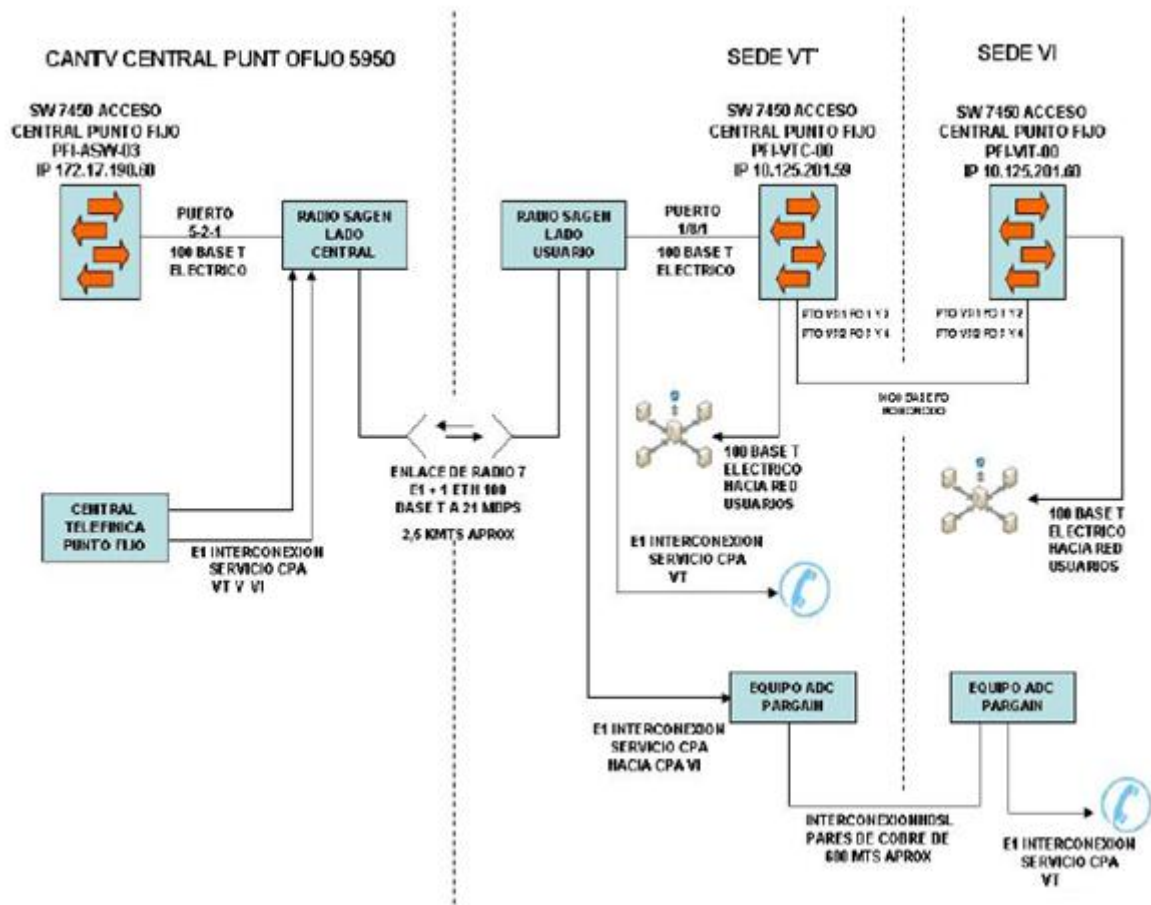 CANTV CENTRAL PUNT OFIJO 5950
SEDE VT
SEDE VI
SW 7450 ACCESO
CENTRAL PUNTO FIJO
PFI-ASW-03
IP 172.17.190.60
SW 7450 ACCESO
CENTRAL PUNTO FIJO
PFI-VTC-00
IP 10.125.201.59
SW 7450 ACCESO
CENTRAL PUNTO FIJO
PFI-VIT-00
IP 10.125.201.60
PUERTO
5-2-1
100 BASE T
ELECTRICO
RADIO SAGEN
LADO
CENTRAL
RADIO SAGEN
LADO
USUARIO
PUERTO
1/8/1
100 BASE T
ELECTRICO
ENLACE DE RADIO 7
E1 + 1 ETH 100
BASE T A 21 MBPS
2,5 KMTS APROX
100 BASE T
ELECTRICO
HACIA RED
USUARIOS
100 BASE T
ELECTRICO
HACIA RED
USUARIOS
CENTRAL
TELEFINICA
PUNTO FIJO
E1 INTERCONEXION
SERVICIO CPA
VT Y VI
E1 INTERCONEXION
SERVICIO CPA
VT
EQUIPO ADC
PARGAIN
EQUIPO ADC
PARGAIN
E1 INTERCONEXION
SERVICIO CPA
HACIA CPA VI
INTERCONEXIONHDSL
PARES DE COBRE DE
600 MTS APROX
E1 INTERCONEXION
SERVICIO CPA
VT